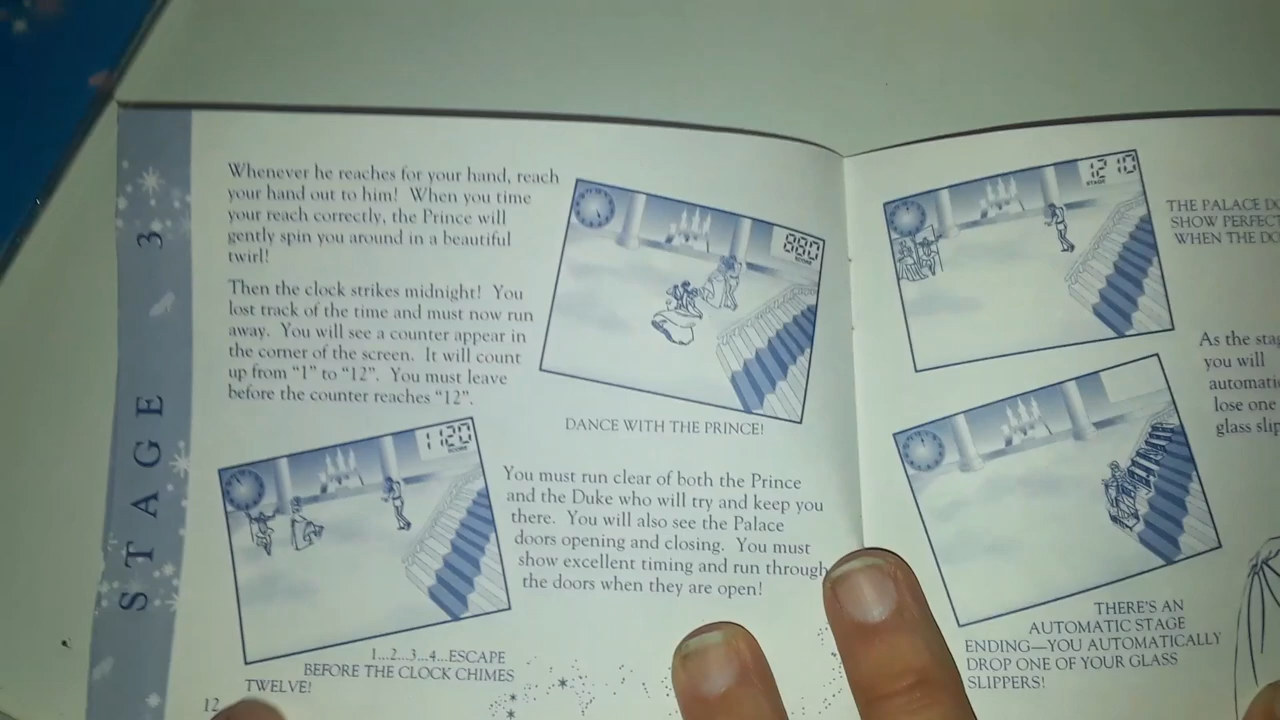 STAGE 3
Whenever he reaches for your hand, reach
your hand out to him! When you time
your reach correctly, the Prince will
gently spin you around in a beautiful
twirl!
Then the clock strikes midnight! You
lost track of the time and must now run
away. You will see a counter appear in
the corner of the screen. It will count
up from “1” to “12”. You must leave
before the counter reaches “12”.
SCORE
DANCE WITH THE PRINCE!
1120
SCORE
You must run clear of both the Prince
and the Duke who will try and keep you
there. You will also see the Palace
doors opening and closing. You must
show excellent timing and run through
the doors when they are open!
1...2...3...4...ESCAPE
BEFORE THE CLOCK CHIMES
TWELVE!
12
12 10
STAGE
THE PALACE
SHOW
WHEN THE
As the
you will
lose one
glass
THERE'S AN
AUTOMATIC STAGE
ENDING—YOU AUTOMATICALLY
DROP ONE OF YOUR GLASS
SLIPPERS!